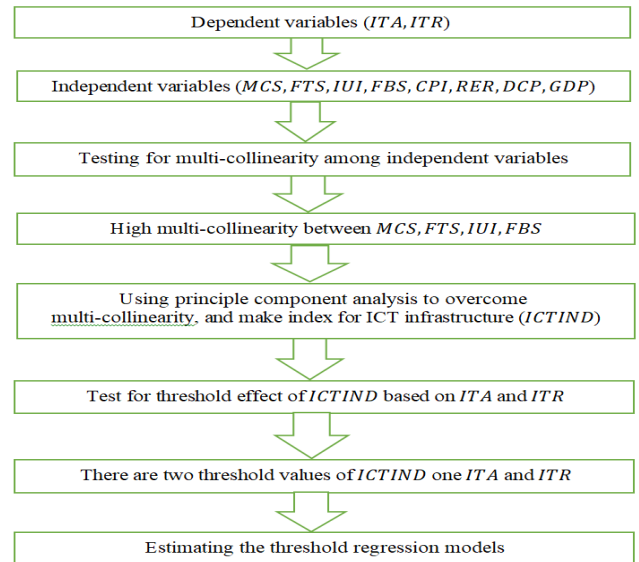 Dependent variables (ITA, ITR)
Independent variables (MCS, FTS, IUI, FBS, CPI, RER, DCP, GDP)
Testing for multi-collinearity among independent variables
High multi-collinearity between MCS, FTS, IUI, FBS
Using principle component analysis to overcome
multi-collinearity, and make index for ICT infrastructure (ICTIND)
Test for threshold effect of ICTIND based on ITA and ITR
There are two threshold values of ICTIND one ITA and ITR
Estimating the threshold regression models